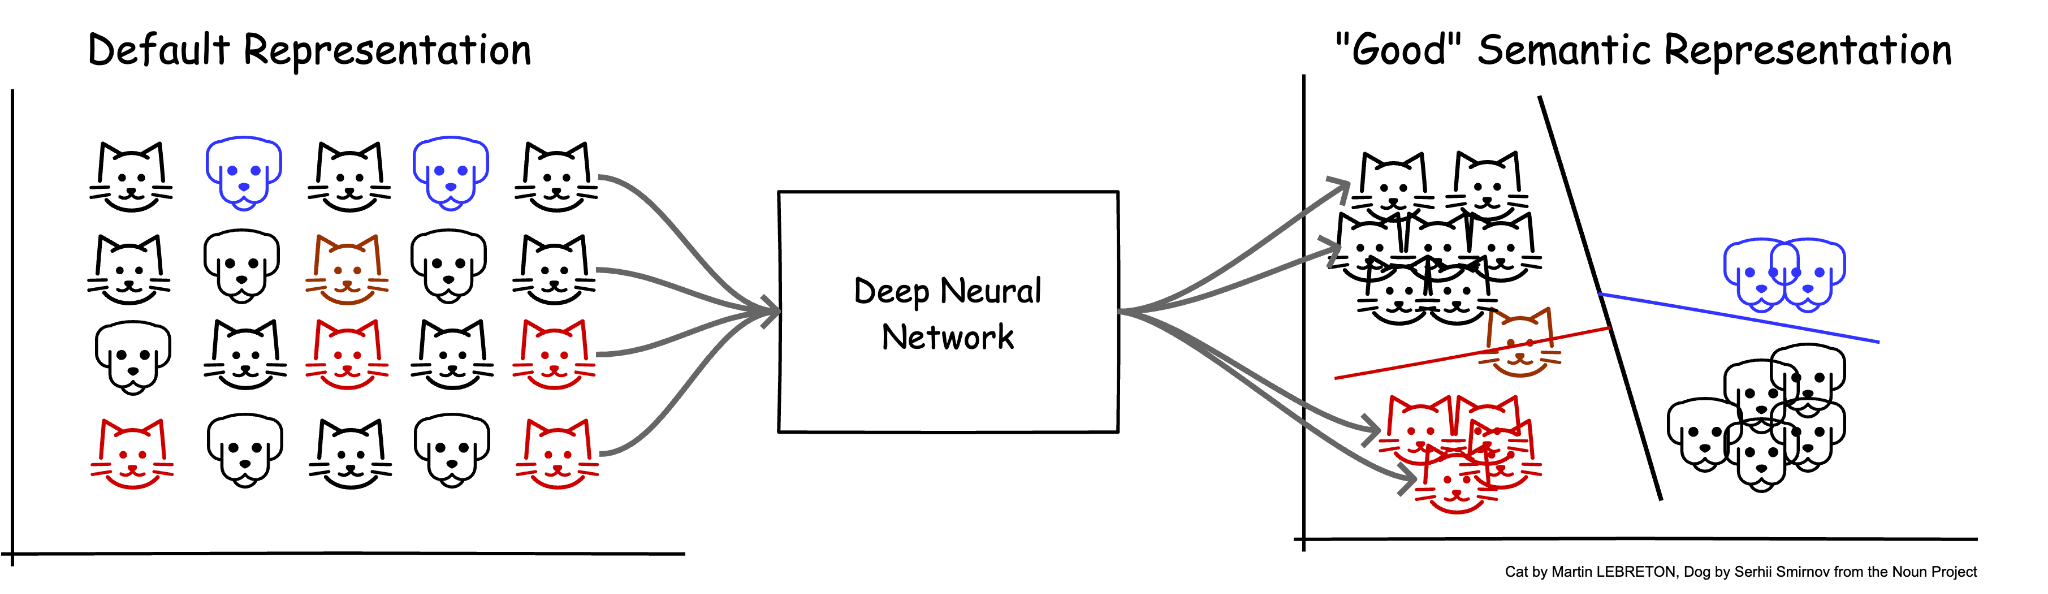 Default Representation
"Good" Semantic Representation
Deep Neural
Network
Cat by Martin LEBRETON, Dog by Serhii Smirnov from the Noun Project